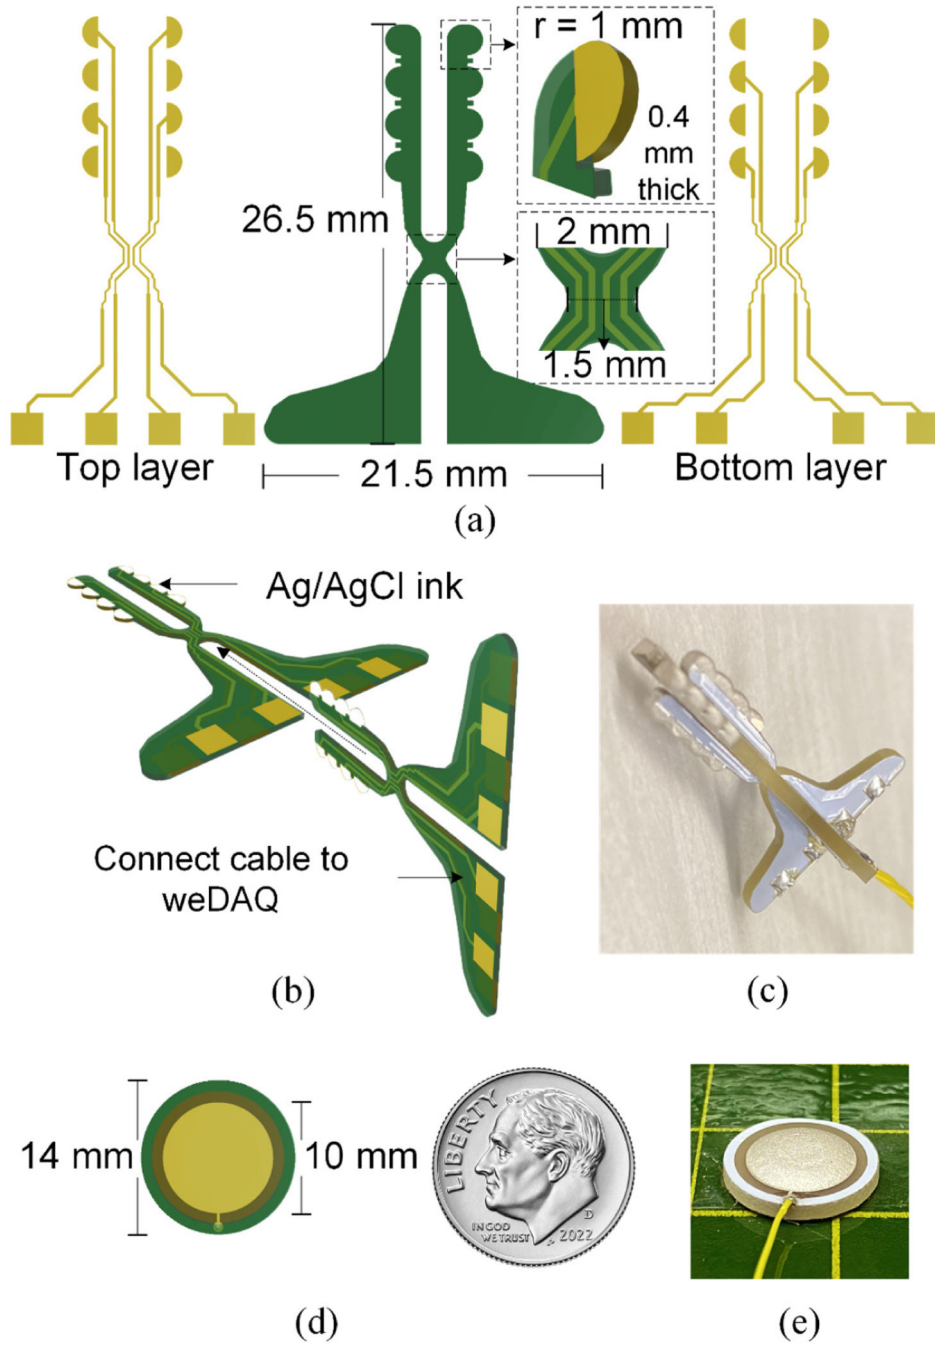 r = 1 mm
0.4
mm
thick
26.5 mm
2 mm
1.5 mm
Top layer
21.5 mm
Bottom layer
(a)
Ag/AgCl ink
Connect cable to
weDAQ
(b)
(c)
14 mm
10 mm
LIBERTY
IN GOD
WE TRUST
D
2022
(d)
(e)